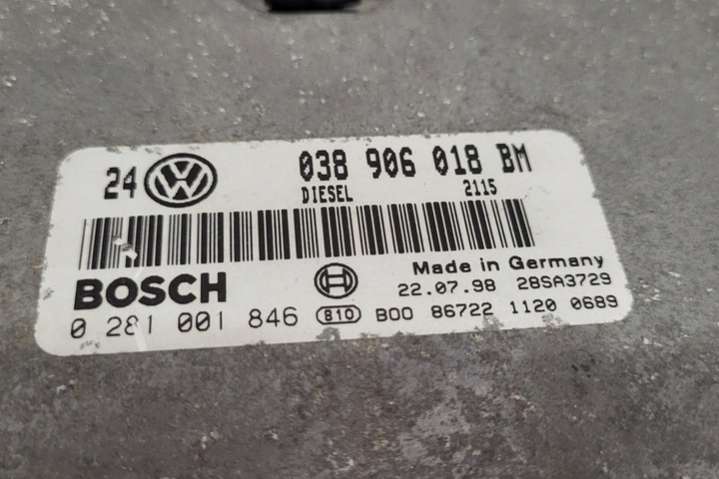 24 VW 038 906 018 BM
DIESEL 2115
BOSCH Made in Germany
22.07.98 28SA3729
0 281 001 846 810 B00 86722 1120 0689